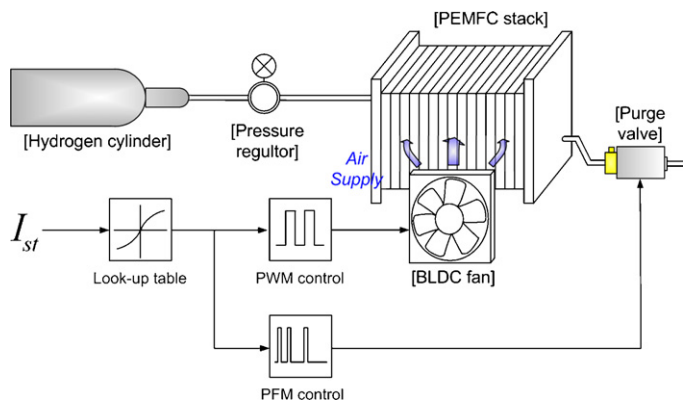 [PEMFC stack]
[Hydrogen cylinder]
[Pressure
regultor]
[Purge
valve]
Air
Supply
I_st
Look-up table
PWM control
[BLDC fan]
PFM control